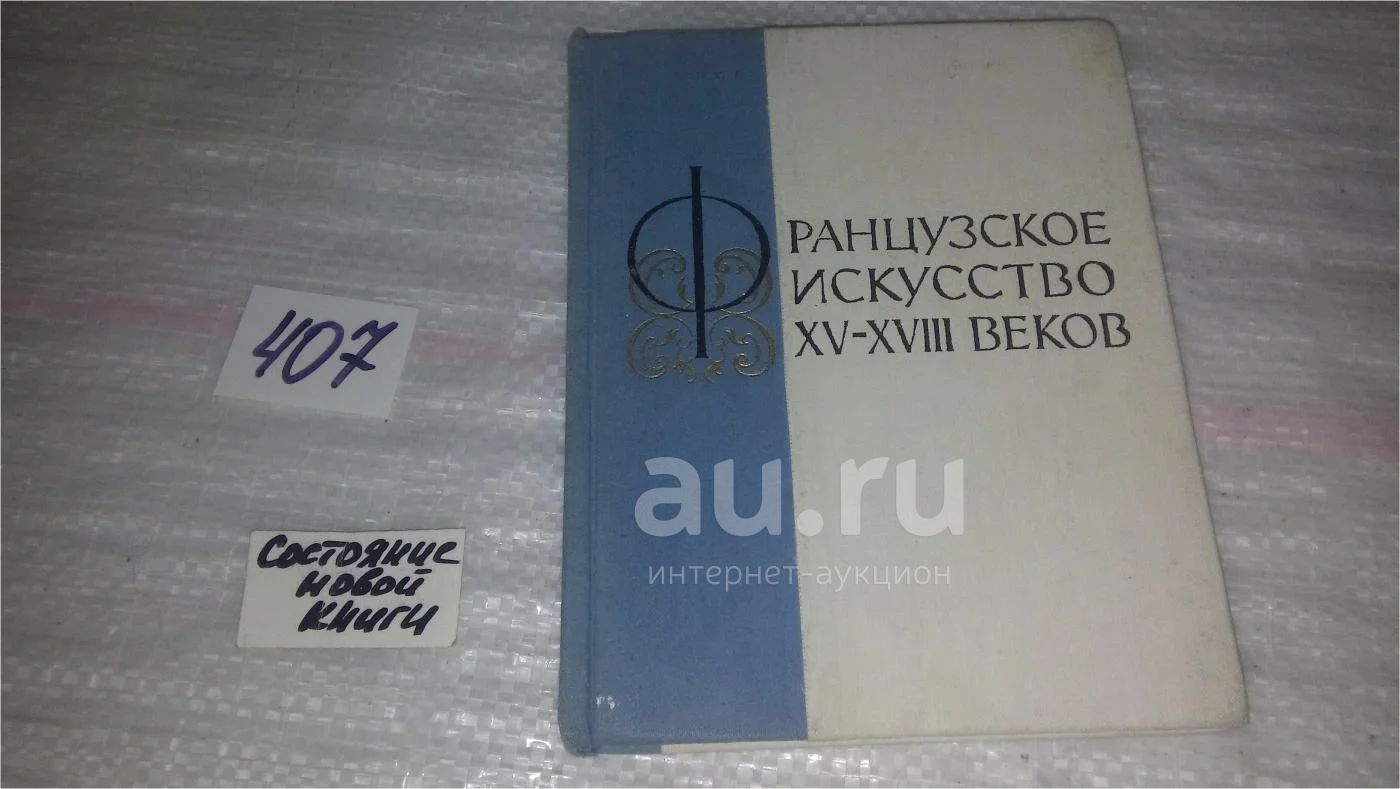 ФРАНЦУЗСКОЕ
ИСКУССТВО
XV-XVIII ВЕКОВ
407
Состояние
новой
книги
au.ru
интернет-аукцион